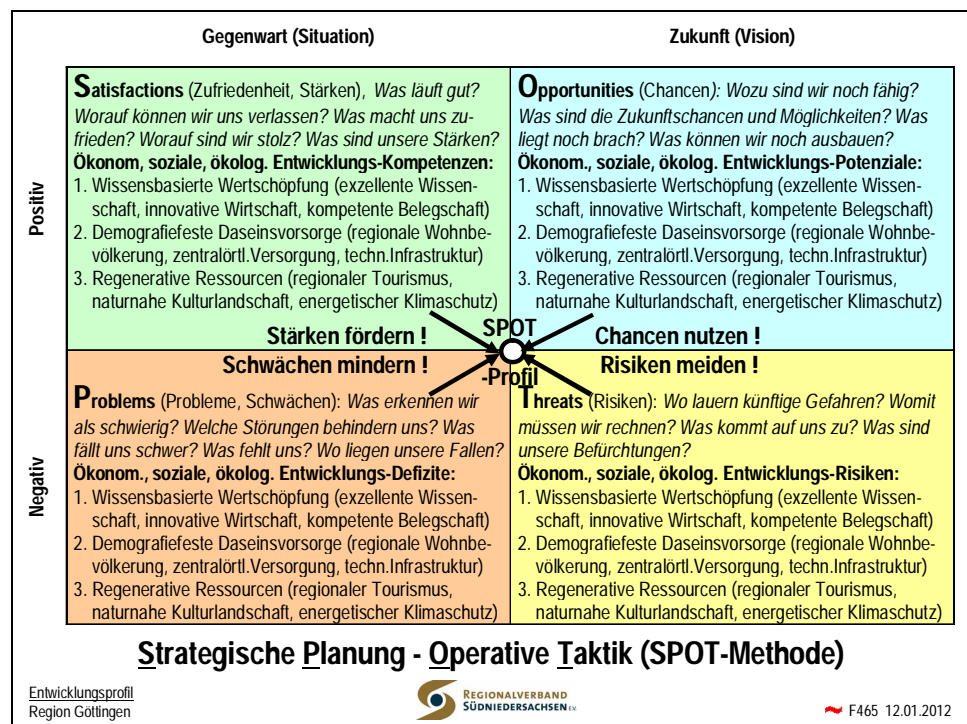 Gegenwart (Situation)
Zukunft (Vision)
Positiv
Satisfactions (Zufriedenheit, Stärken), Was läuft gut?
Worauf können wir uns verlassen? Was macht uns zu-
frieden? Worauf sind wir stolz? Was sind unsere Stärken?
Ökonom, soziale, ökolog. Entwicklungs-Kompetenzen:
1. Wissensbasierte Wertschöpfung (exzellente Wissen-
schaft, innovative Wirtschaft, kompetente Belegschaft)
2. Demografiefeste Daseinsvorsorge (regionale Wohnbe-
völkerung, zentralörtl.Versorgung, techn.Infrastruktur)
3. Regenerative Ressourcen (regionaler Tourismus,
naturnahe Kulturlandschaft, energetischer Klimaschutz)
Stärken fördern !
Opportunities (Chancen): Wozu sind wir noch fähig?
Was sind die Zukunftschancen und Möglichkeiten? Was
liegt noch brach? Was können wir noch ausbauen?
Ökonom., soziale, ökolog. Entwicklungs-Potenziale:
1. Wissensbasierte Wertschöpfung (exzellente Wissen-
schaft, innovative Wirtschaft, kompetente Belegschaft)
2. Demografiefeste Daseinsvorsorge (regionale Wohnbe-
völkerung, zentralörtl.Versorgung, techn.Infrastruktur)
3. Regenerative Ressourcen (regionaler Tourismus,
naturnahe Kulturlandschaft, energetischer Klimaschutz)
Chancen nutzen !
SPOT
-Profil
Negativ
Schwächen mindern !
Problems (Probleme, Schwächen): Was erkennen wir
als schwierig? Welche Störungen behindern uns? Was
fällt uns schwer? Was fehlt uns? Wo liegen unsere Fallen?
Ökonom., soziale, ökolog. Entwicklungs-Defizite:
1. Wissensbasierte Wertschöpfung (exzellente Wissen-
schaft, innovative Wirtschaft, kompetente Belegschaft)
2. Demografiefeste Daseinsvorsorge (regionale Wohnbe-
völkerung, zentralörtl.Versorgung, techn.Infrastruktur)
3. Regenerative Ressourcen (regionaler Tourismus,
naturnahe Kulturlandschaft, energetischer Klimaschutz)
Risiken meiden !
Threats (Risiken): Wo lauern künftige Gefahren? Womit
müssen wir rechnen? Was kommt auf uns zu? Was sind
unsere Befürchtungen?
Ökonom., soziale, ökolog. Entwicklungs-Risiken:
1. Wissensbasierte Wertschöpfung (exzellente Wissen-
schaft, innovative Wirtschaft, kompetente Belegschaft)
2. Demografiefeste Daseinsvorsorge (regionale Wohnbe-
völkerung, zentralörtl.Versorgung, techn.Infrastruktur)
3. Regenerative Ressourcen (regionaler Tourismus,
naturnahe Kulturlandschaft, energetischer Klimaschutz)
Strategische Planung - Operative Taktik (SPOT-Methode)
Entwicklungsprofil
Region Göttingen
REGIONALVERBAND
SÜDNIEDERSACHSEN E.V.
F465 12.01.2012